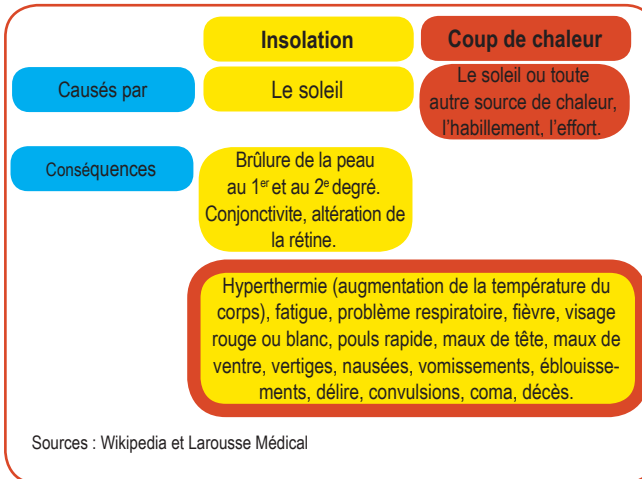 Insolation
Coup de chaleur
Causés par
Le soleil
Le soleil ou toute
autre source de chaleur,
l'habillement, l'effort.
Conséquences
Brûlure de la peau
au 1er et au 2e degré.
Conjonctivite, altération de
la rétine.
Hyperthermie (augmentation de la température du
corps), fatigue, problème respiratoire, fièvre, visage
rouge ou blanc, pouls rapide, maux de tête, maux de
ventre, vertiges, nausées, vomissements, éblouisse-
ments, délire, convulsions, coma, décès.
Sources : Wikipedia et Larousse Médical